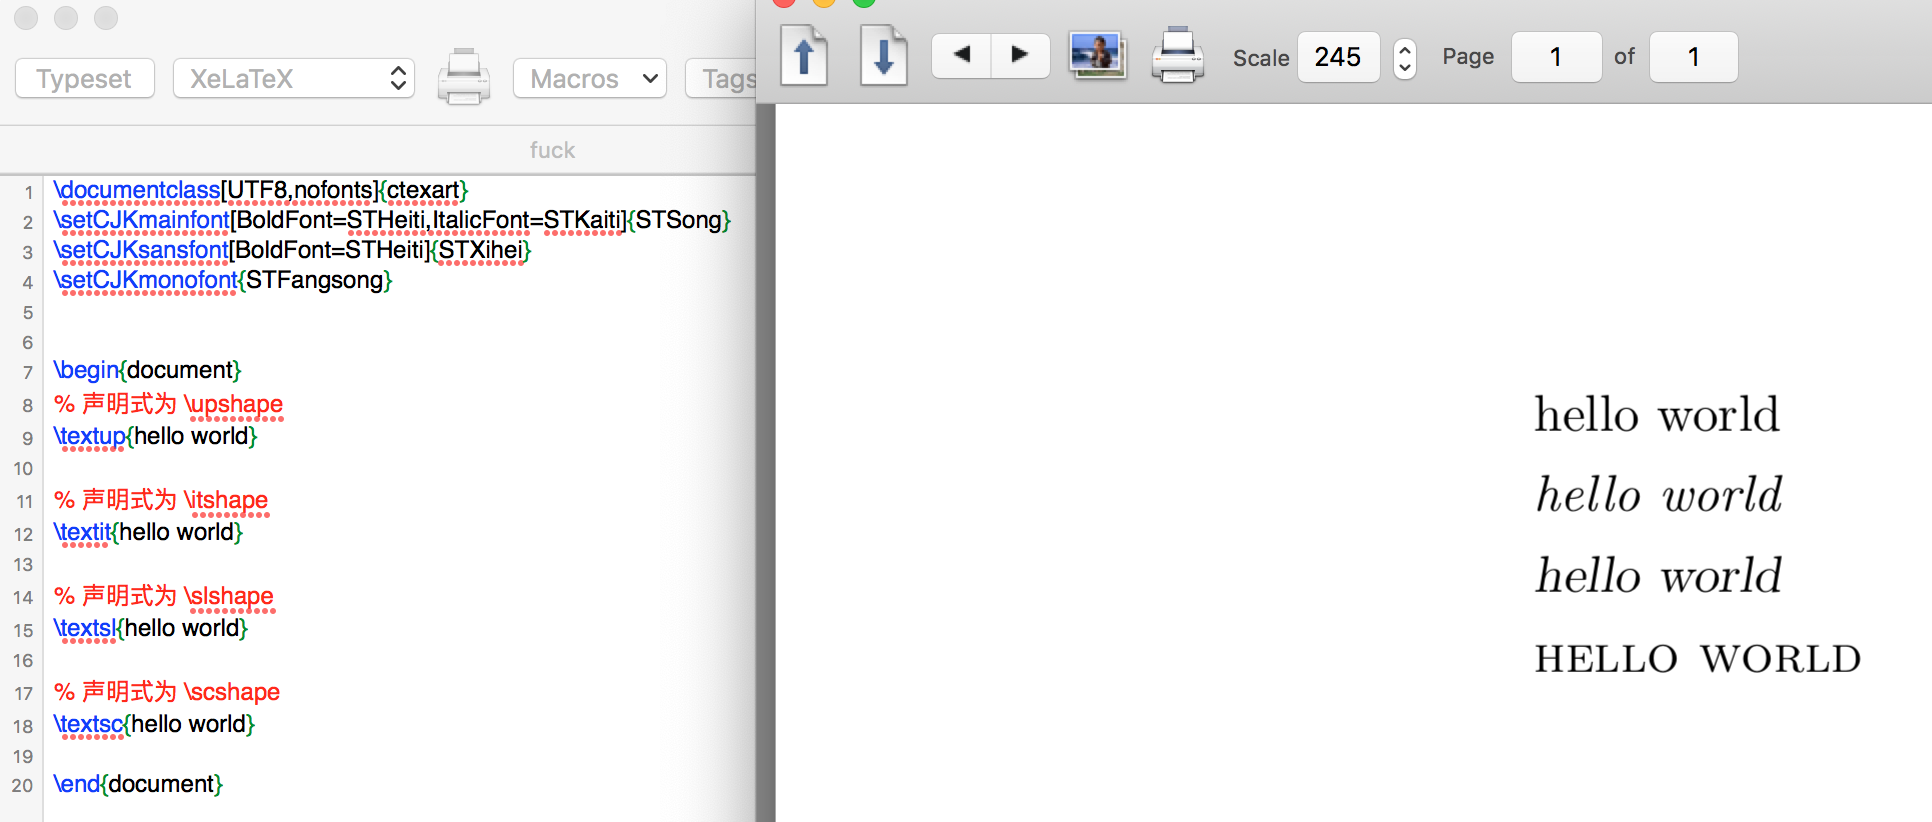 Typeset XeLaTeX Macros Tags
fuck
1 \documentclass[UTF8,nofonts]{ctexart}
2 \setCJKmainfont[BoldFont=STHeiti,ItalicFont=STKaiti]{STSong}
3 \setCJKsansfont[BoldFont=STHeiti]{STXihei}
4 \setCJKmonofont{STFangsong}
5
6
7 \begin{document}
8 % 声明式为 \upshape
9 \textup{hello world}
10
11 % 声明式为 \itshape
12 \textit{hello world}
13
14 % 声明式为 \slshape
15 \textsl{hello world}
16
17 % 声明式为 \scshape
18 \textsc{hello world}
19
20 \end{document}
Scale 245 Page 1 of 1
hello world
hello world
hello world
HELLO WORLD